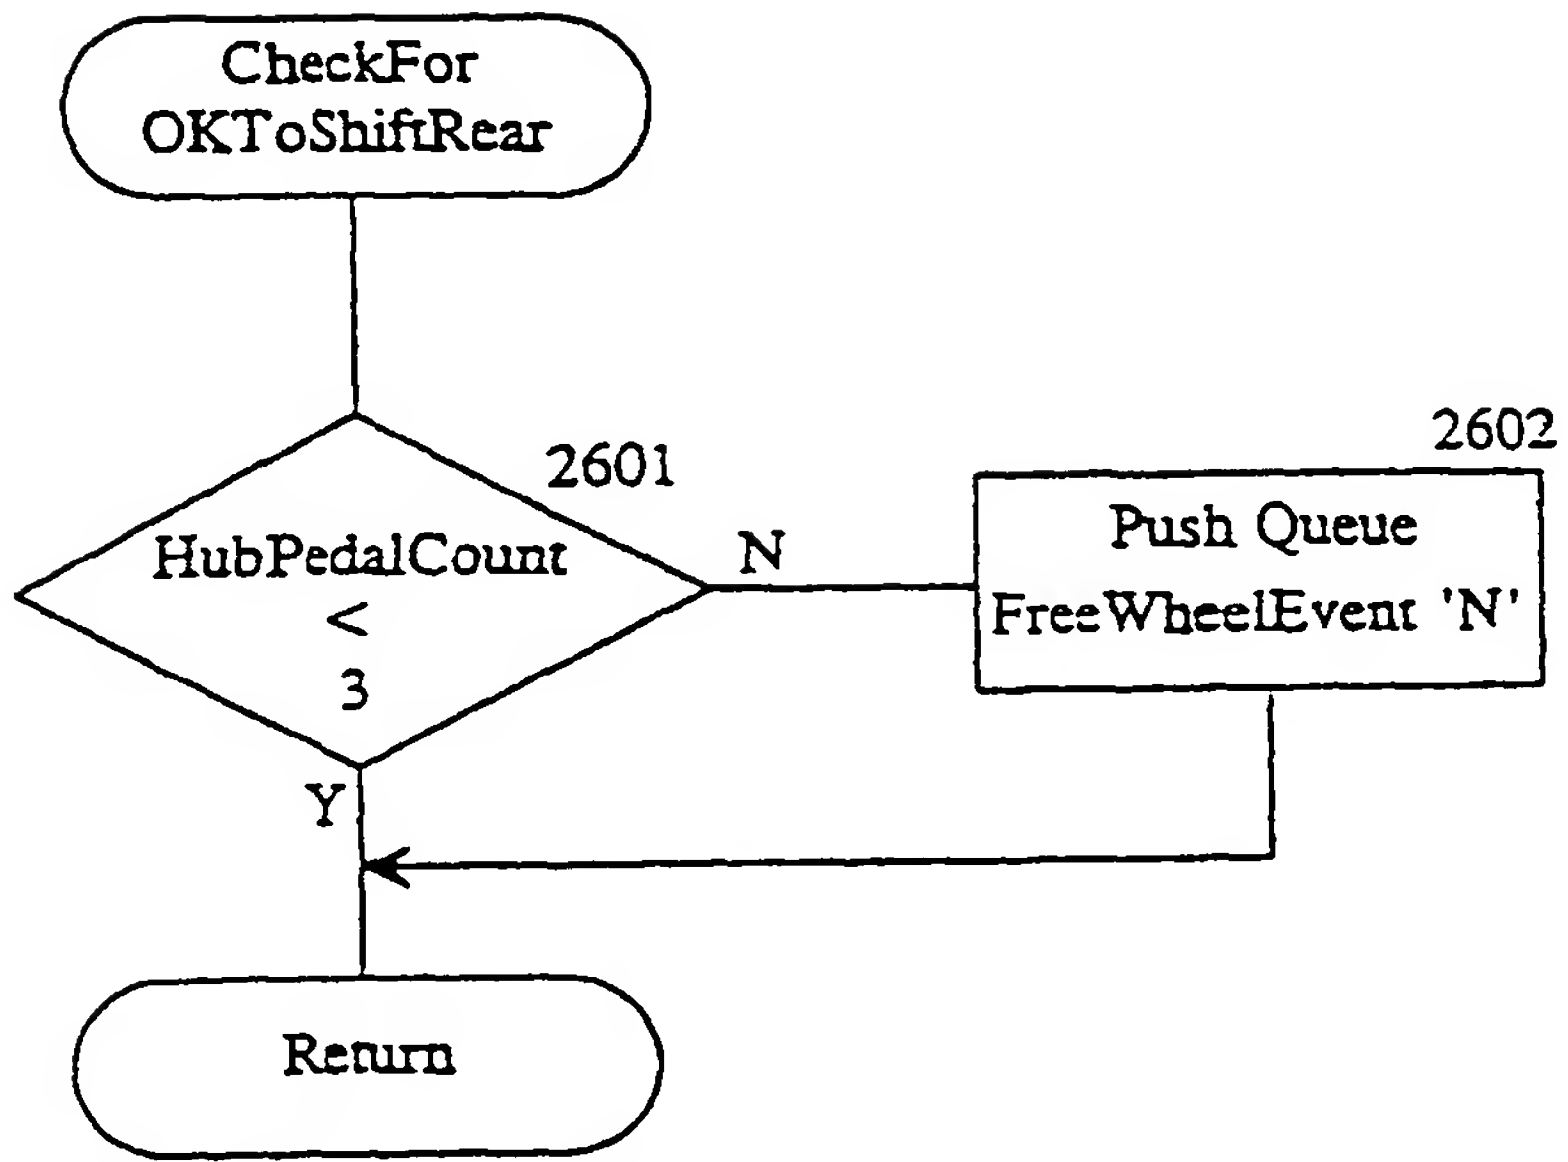 CheckFor
OKToShiftRear
2601
HubPedalCount
<
3
N
Y
2602
Push Queue
FreeWheelEvent 'N'
Return